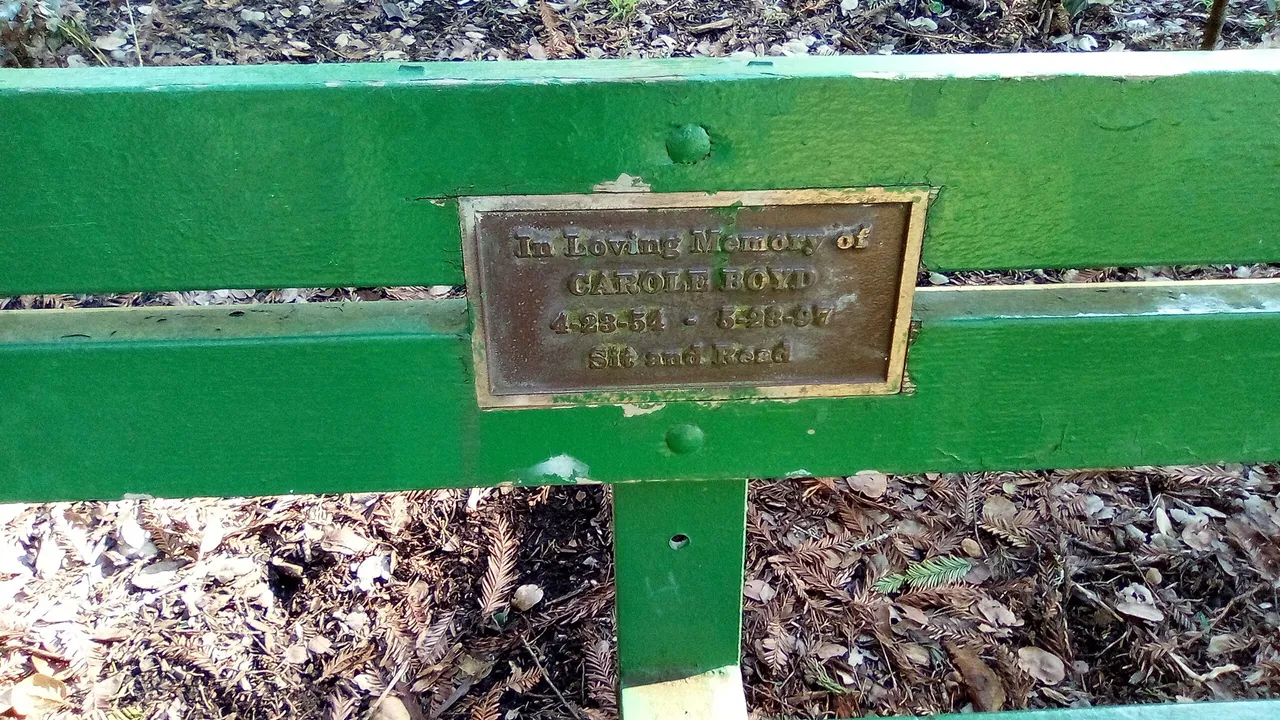 In Loving Memory of
CAROLE BOYD
4-23-54 - 5-28-97
Sit and Read